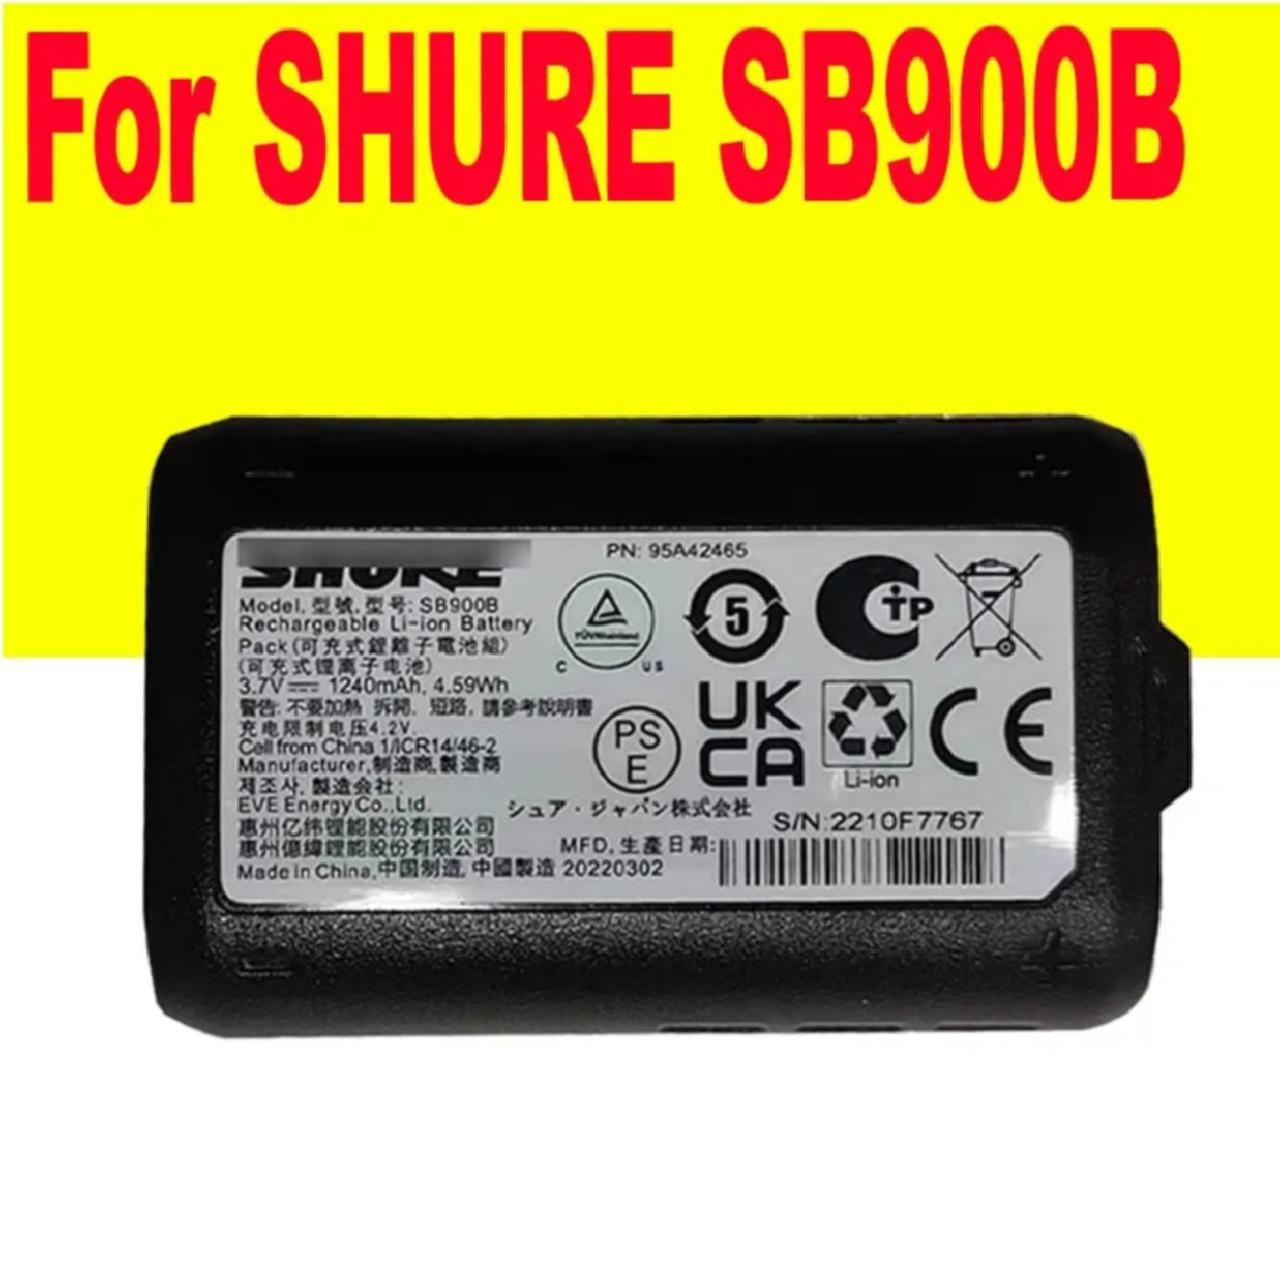 For SHURE SB900B
SHURE
PN: 95A42465
Model. 型號. 型号: SB900B
Rechargeable Li-ion Battery
Pack (可充式鋰離子電池組)
(可充式锂离子电池)
3.7V 1240mAh, 4.59Wh
警告: 不要加熱 拆開, 短路, 請參考說明書
充电限制电压4.2V.
Cell from China 1/ICR14/46-2
Manufacturer,制造商,製造商
제조사, 製造会社:
EVE Energy Co., Ltd.
惠州亿纬锂能股份有限公司
惠州億緯鋰能股份有限公司
Made in China,中国制造, 中國製造
TÜVRheinland
C US
5
TP
PS
E
UK
CA
Li-ion
CE
シュア・ジャパン株式会社
S/N:2210F7767
MFD, 生產日期:
20220302